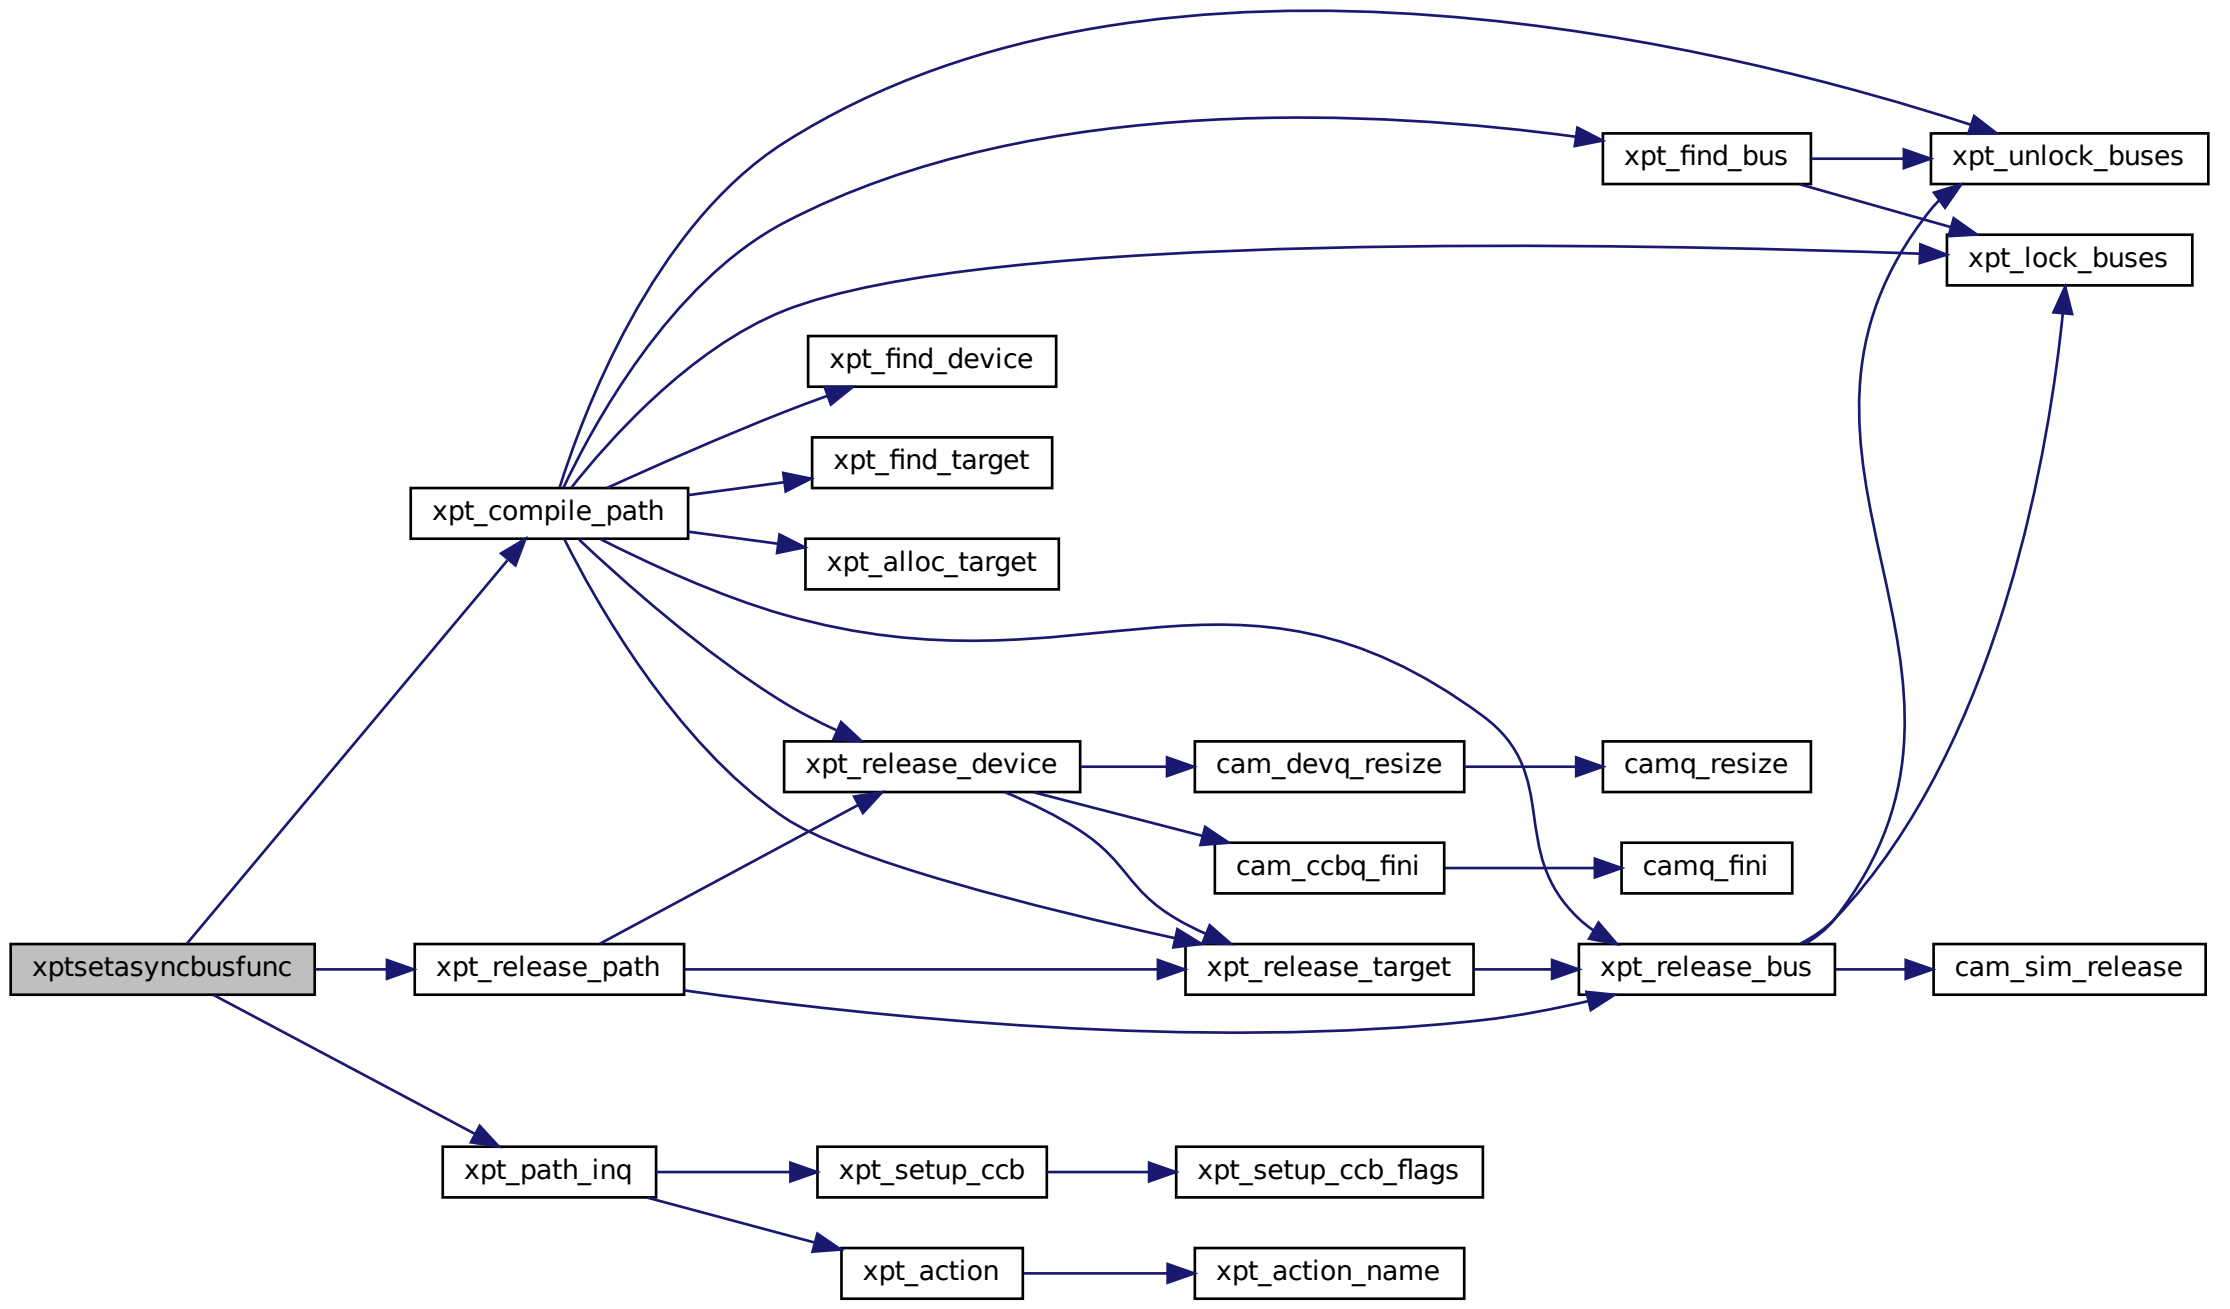 xpt_find_bus
xpt_unlock_buses
xpt_lock_buses
xpt_find_device
xpt_find_target
xpt_compile_path
xpt_alloc_target
xpt_release_device
cam_devq_resize
camq_resize
cam_ccbq_fini
camq_fini
xptsetasyncbusfunc
xpt_release_path
xpt_release_target
xpt_release_bus
cam_sim_release
xpt_path_inq
xpt_setup_ccb
xpt_setup_ccb_flags
xpt_action
xpt_action_name